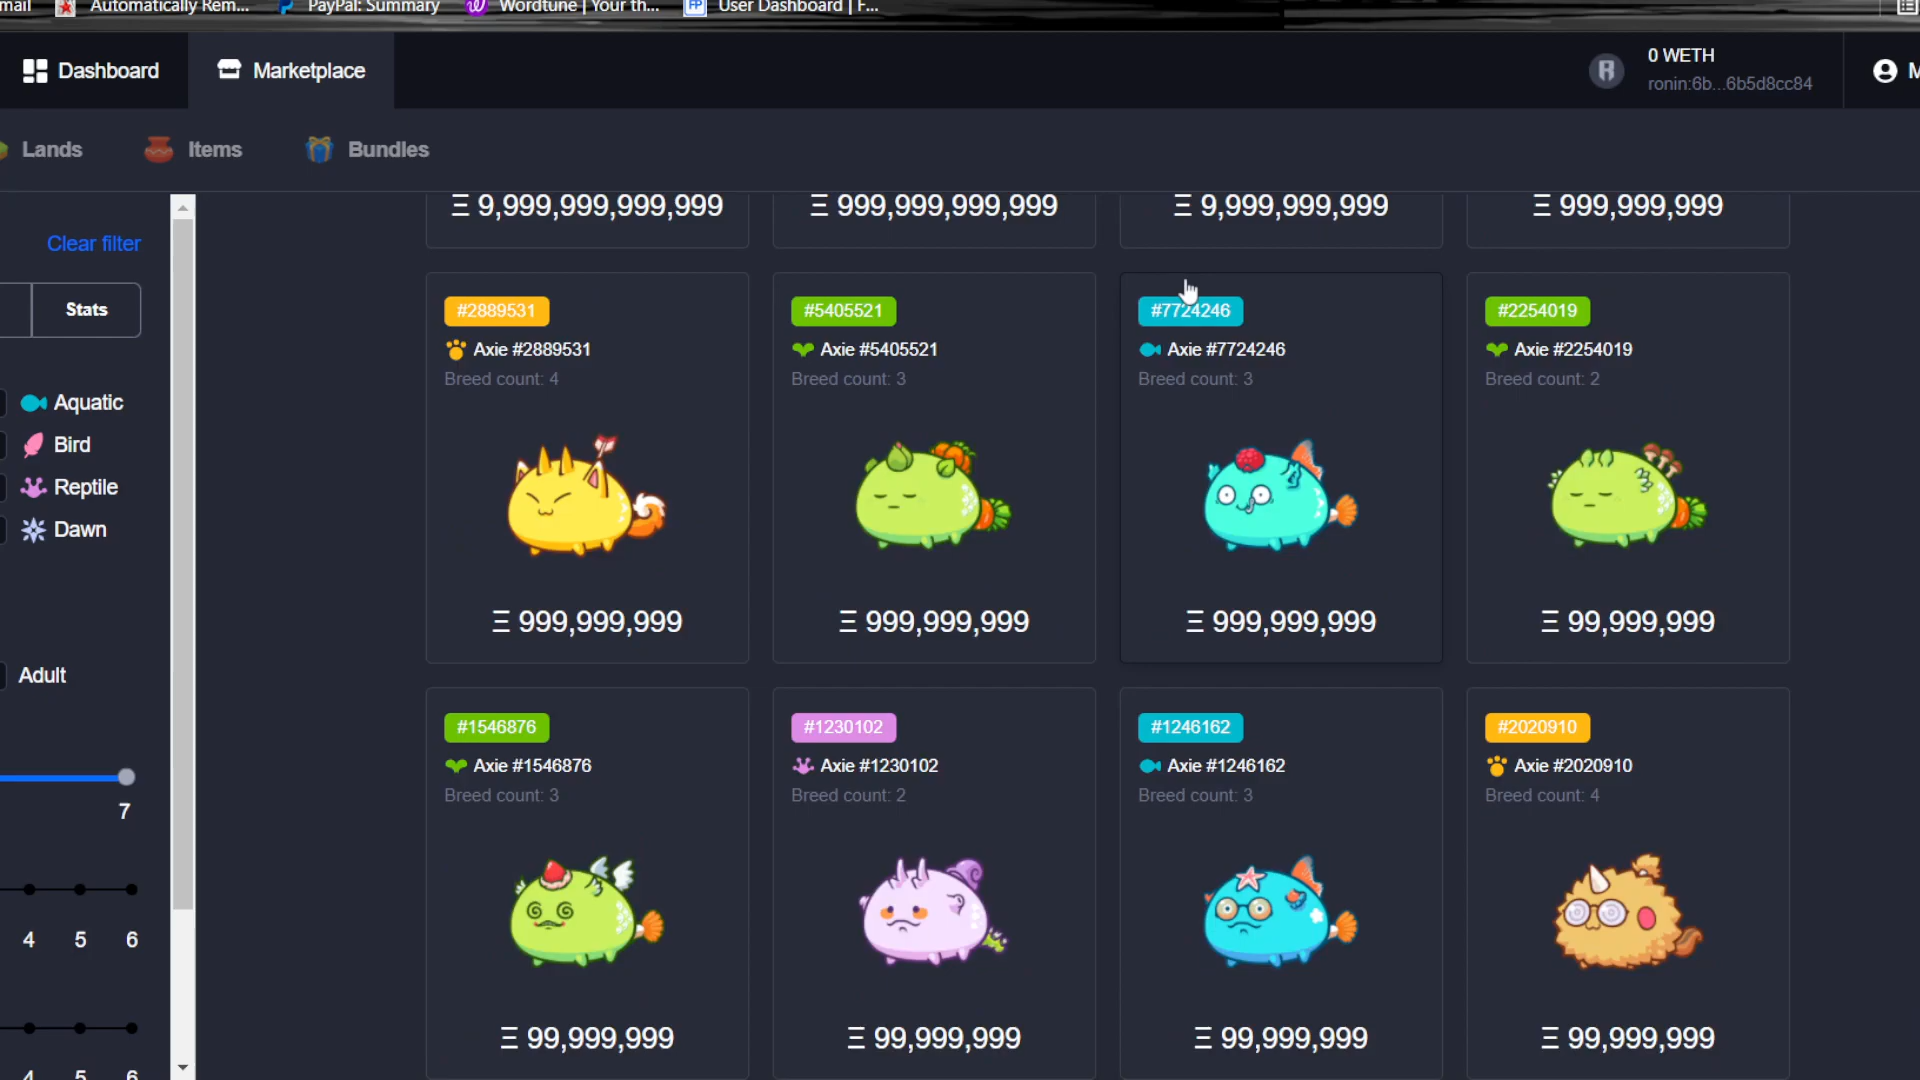 mail Automatically Rem... PayPal: Summary Wordtune | Your th... FP User Dashboard | F...
Dashboard Marketplace 0 WETH
ronin:6b...6b5d8cc84 M
Lands Items Bundles
Ξ 9,999,999,999,999 Ξ 999,999,999,999 Ξ 9,999,999,999 Ξ 999,999,999
Clear filter
Stats
Aquatic
Bird
Reptile
Dawn
Adult
7
4 5 6
4 5 6
#2889531 #5405521 #7724246 #2254019
Axie #2889531 Axie #5405521 Axie #7724246 Axie #2254019
Breed count: 4 Breed count: 3 Breed count: 3 Breed count: 2
Ξ 999,999,999 Ξ 999,999,999 Ξ 999,999,999 Ξ 99,999,999
#1546876 #1230102 #1246162 #2020910
Axie #1546876 Axie #1230102 Axie #1246162 Axie #2020910
Breed count: 3 Breed count: 2 Breed count: 3 Breed count: 4
Ξ 99,999,999 Ξ 99,999,999 Ξ 99,999,999 Ξ 99,999,999